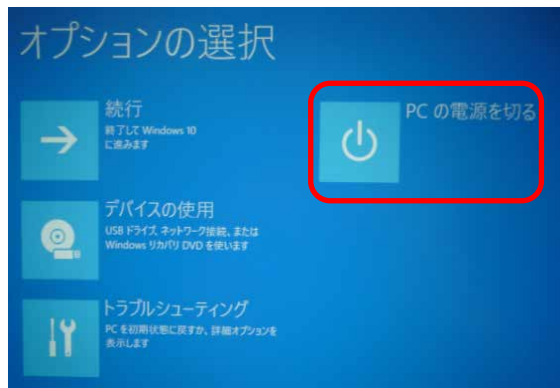 オプションの選択
続行
終了して Windows 10
に進みます
デバイスの使用
USB ドライブ、ネットワーク接続、または
Windows リカバリ DVD を使います
トラブルシューティング
PC を初期状態に戻すか、詳細オプションを
表示します
PC の電源を切る